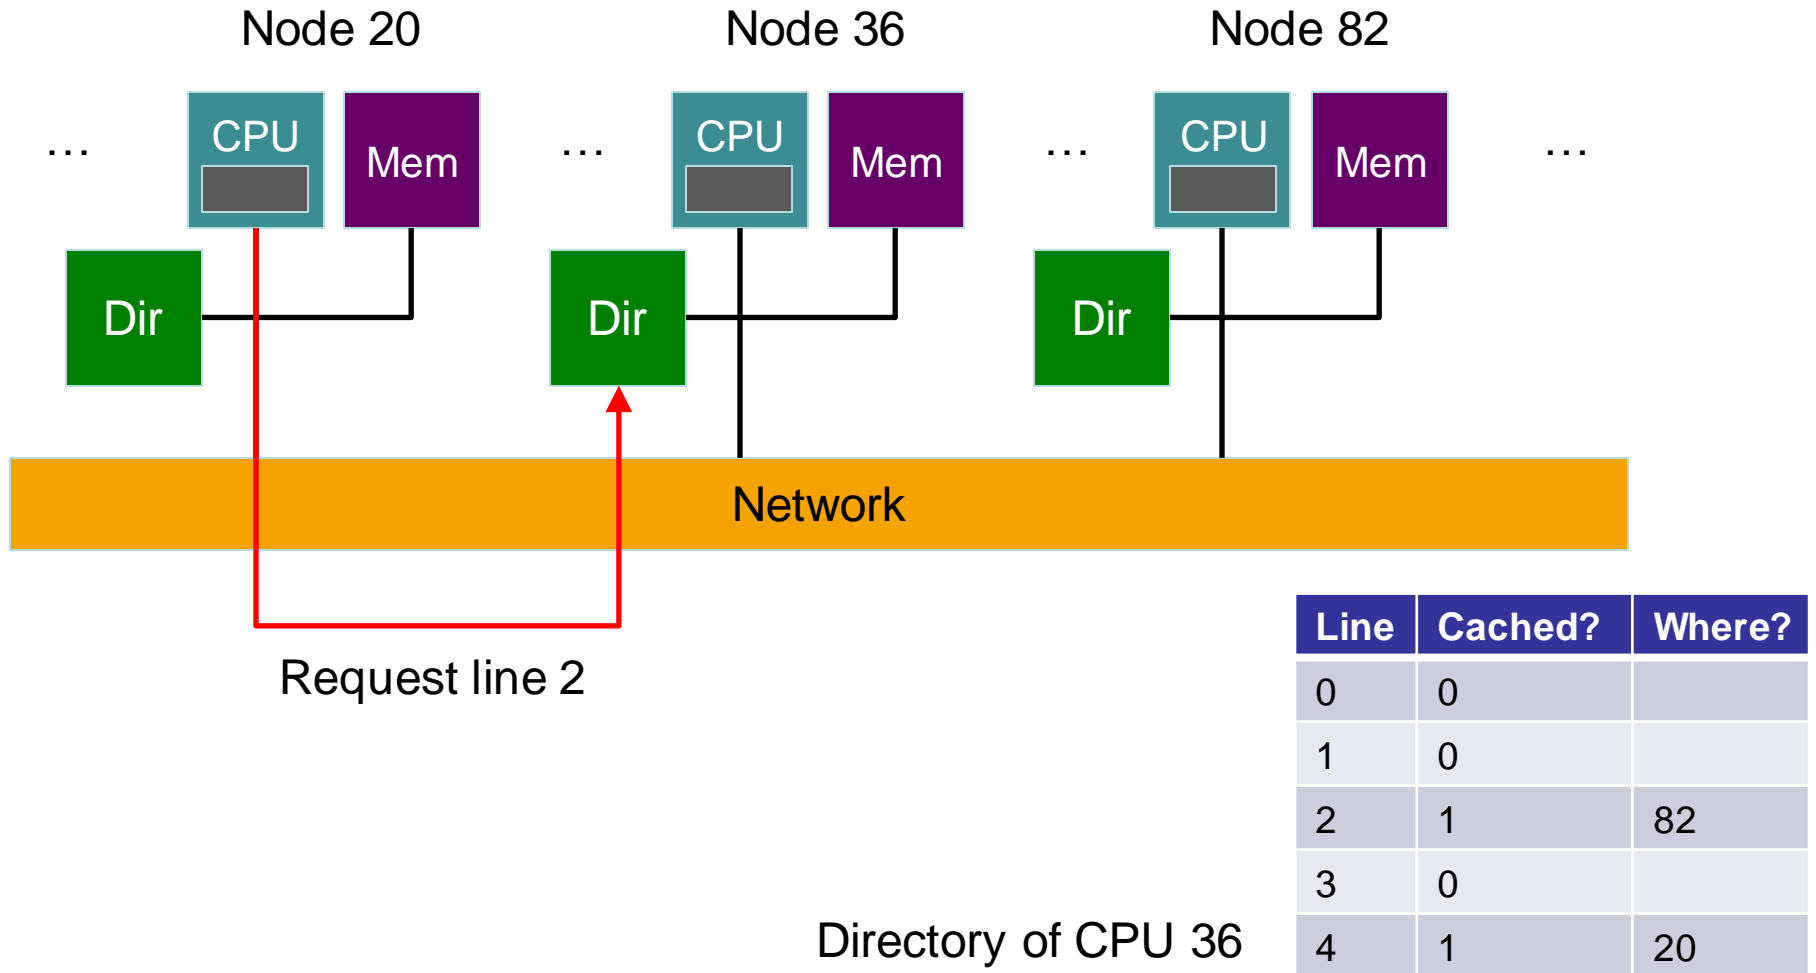 Node 20 Node 36 Node 82
… CPU Mem … CPU Mem … CPU Mem …
Dir Dir Dir
Network
Request line 2
Line Cached? Where?
0 0
1 0
2 1 82
3 0
4 1 20
Directory of CPU 36